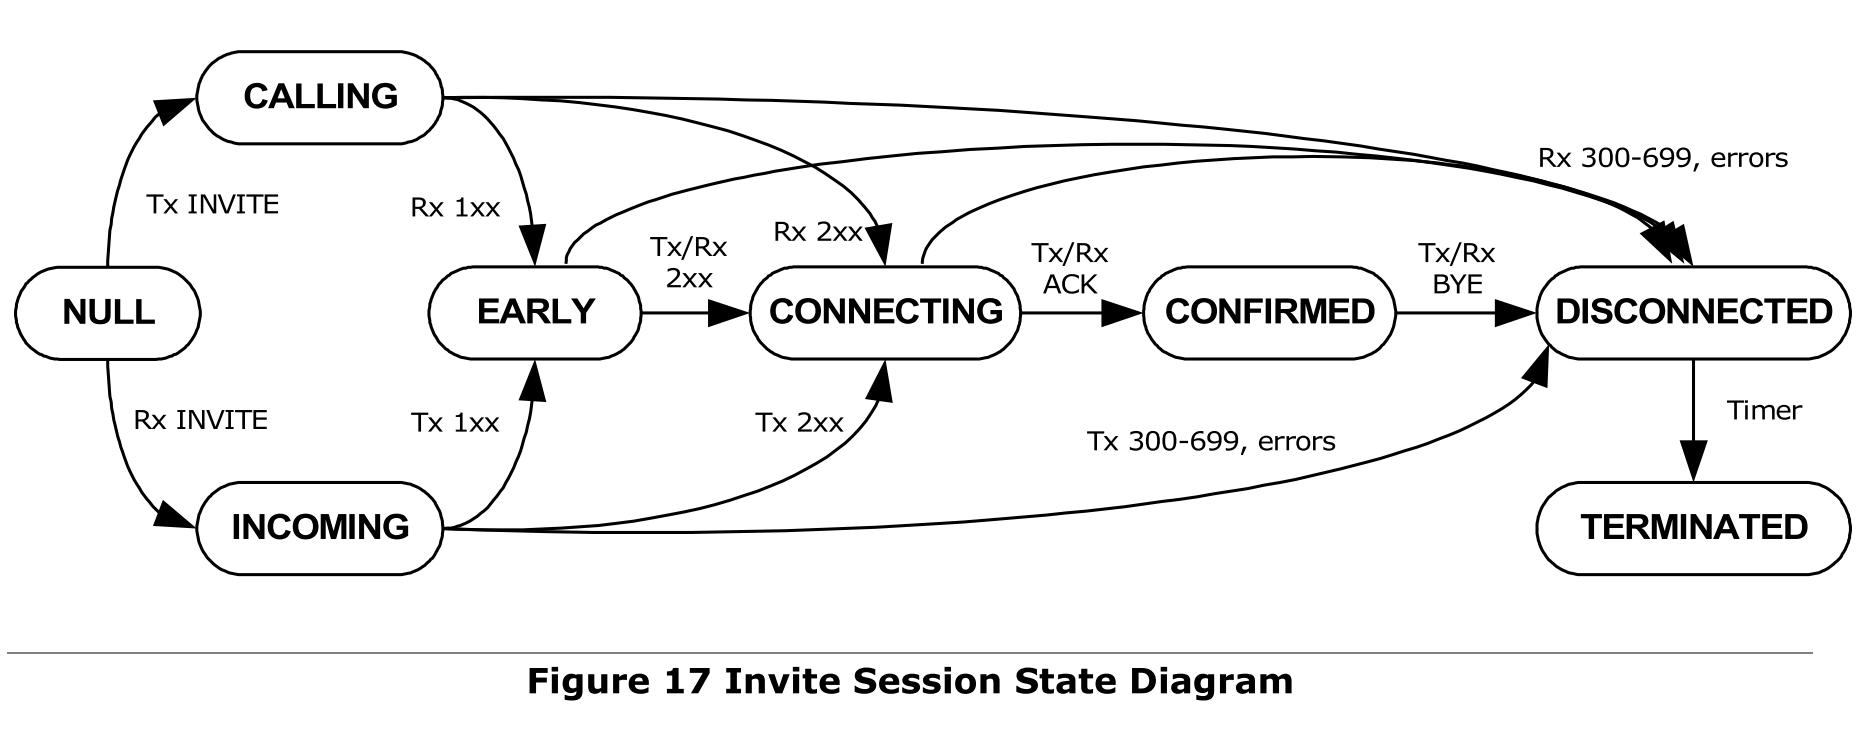 CALLING
Rx 300-699, errors
Tx INVITE
Rx 1xx
Rx 2xx
Tx/Rx
2xx
Tx/Rx
ACK
Tx/Rx
BYE
NULL
EARLY
CONNECTING
CONFIRMED
DISCONNECTED
Rx INVITE
Tx 1xx
Tx 2xx
Tx 300-699, errors
Timer
INCOMING
TERMINATED
Figure 17 Invite Session State Diagram